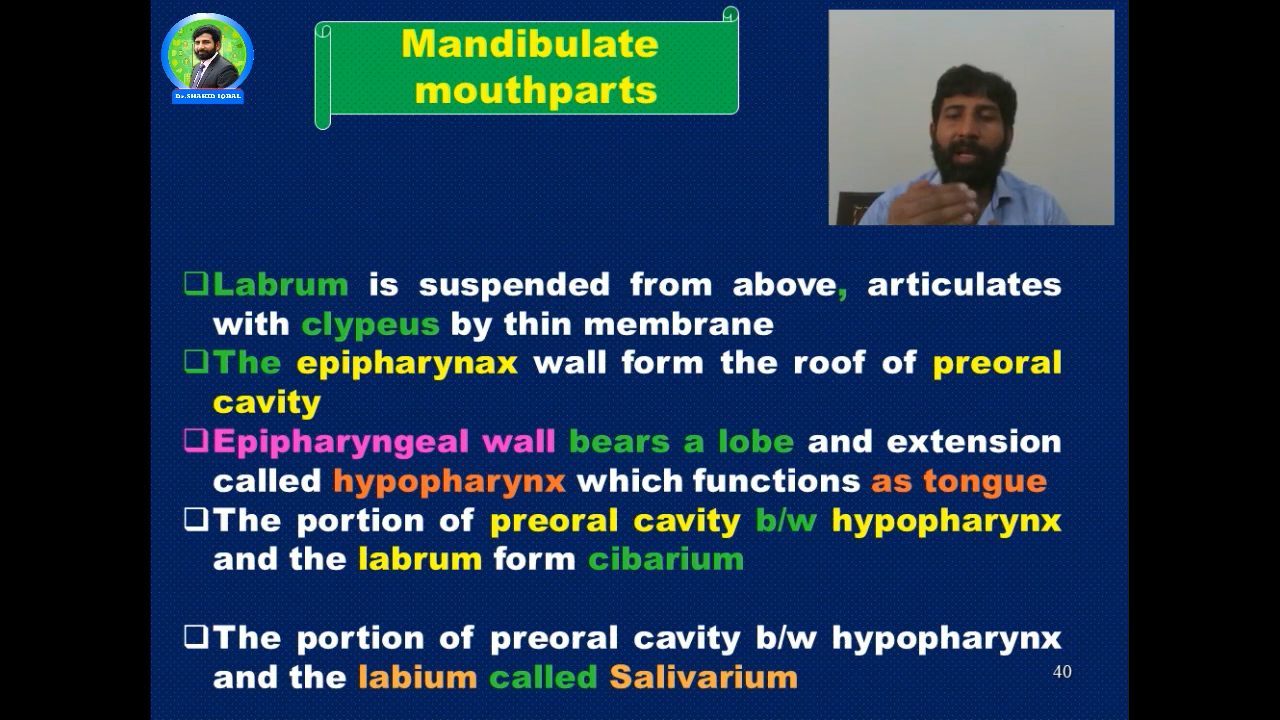 Dr.SHAHID IQBAL
Mandibulate
mouthparts
❑Labrum is suspended from above, articulates
with clypeus by thin membrane
❑The epipharynax wall form the roof of preoral
cavity
❑Epipharyngeal wall bears a lobe and extension
called hypopharynx which functions as tongue
❑The portion of preoral cavity b/w hypopharynx
and the labrum form cibarium
❑The portion of preoral cavity b/w hypopharynx
and the labium called Salivarium
40